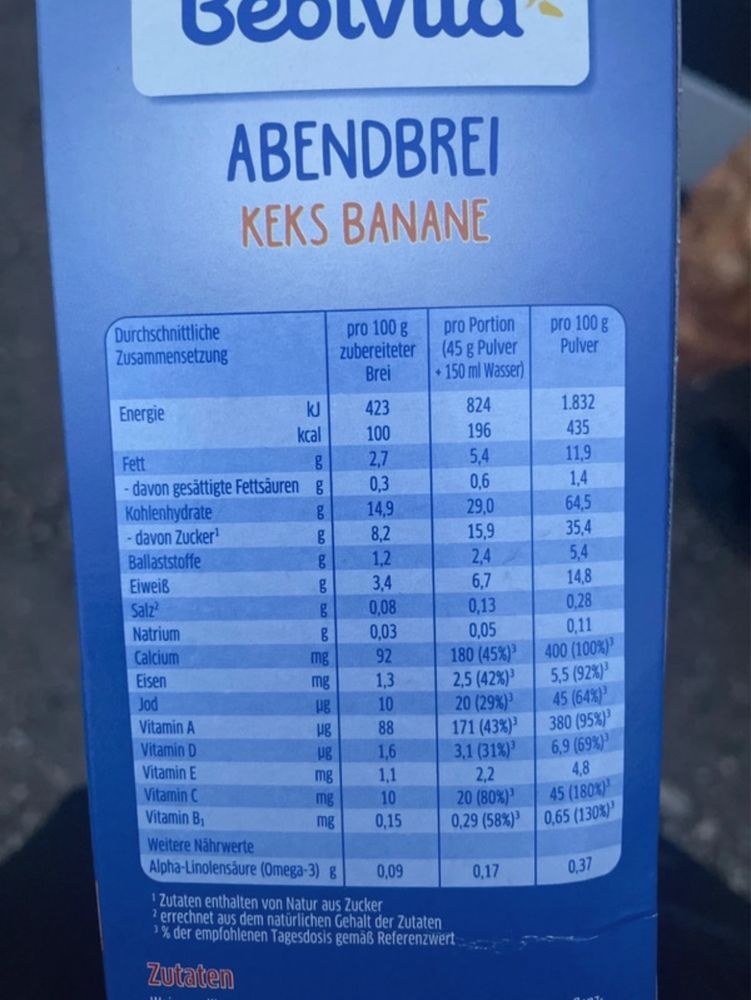 Bebivita
ABENDBREI
KEKS BANANE
Durchschnittliche Zusammensetzung pro 100 g zubereiteter Brei pro Portion (45 g Pulver + 150 ml Wasser) pro 100 g Pulver
Energie kJ 423 824 1.832
kcal 100 196 435
Fett g 2,7 5,4 11,9
- davon gesättigte Fettsäuren g 0,3 0,6 1,4
Kohlenhydrate g 14,9 29,0 64,5
- davon Zucker¹ g 8,2 15,9 35,4
Ballaststoffe g 1,2 2,4 5,4
Eiweiß g 3,4 6,7 14,8
Salz² g 0,08 0,13 0,28
Natrium g 0,03 0,05 0,11
Calcium mg 92 180 (45%)³ 400 (100%)³
Eisen mg 1,3 2,5 (42%)³ 5,5 (92%)³
Jod µg 10 20 (29%)³ 45 (64%)³
Vitamin A µg 88 171 (43%)³ 380 (95%)³
Vitamin D µg 1,6 3,1 (31%)³ 6,9 (69%)³
Vitamin E mg 1,1 2,2 4,8
Vitamin C mg 10 20 (80%)³ 45 (180%)³
Vitamin B₁ mg 0,15 0,29 (58%)³ 0,65 (130%)³
Weitere Nährwerte
Alpha-Linolensäure (Omega-3) g 0,09 0,17 0,37
¹ Zutaten enthalten von Natur aus Zucker
² errechnet aus dem natürlichen Gehalt der Zutaten
³ % der empfohlenen Tagesdosis gemäß Referenzwert
Zutaten